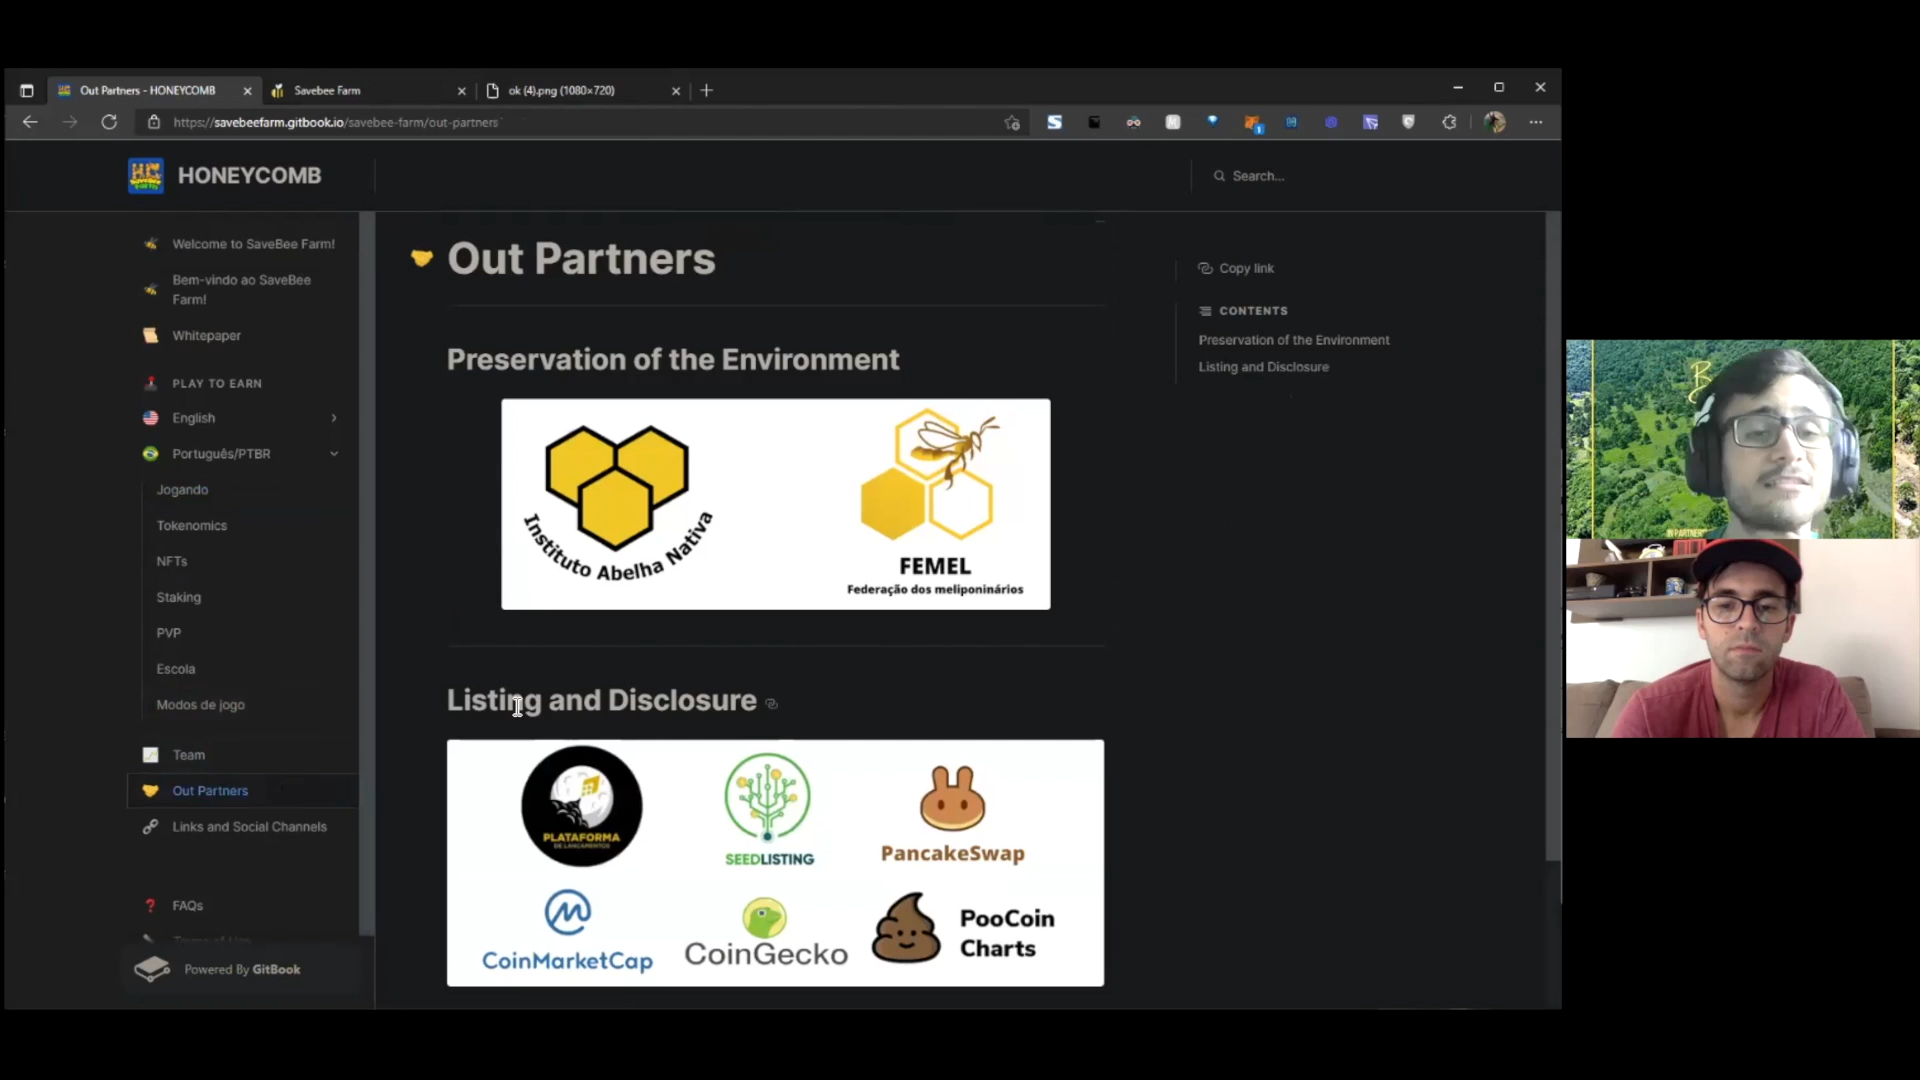 Out Partners - HONEYCOMB
Savebee Farm
ok (4).png (1080×720)
https://savebeefarm.gitbook.io/savebee-farm/out-partners
HONEYCOMB
Search...
Welcome to SaveBee Farm!
Bem-vindo ao SaveBee
Farm!
Whitepaper
PLAY TO EARN
English
Português/PTBR
Jogando
Tokenomics
NFTs
Staking
PVP
Escola
Modos de jogo
Team
Out Partners
Links and Social Channels
FAQs
Powered By GitBook
Out Partners
Preservation of the Environment
Instituto Abelha Nativa
FEMEL
Federação dos meliponinários
Listing and Disclosure
PLATAFORMA
DE LANÇAMENTOS
SEEDLISTING
PancakeSwap
CoinMarketCap
CoinGecko
PooCoin
Charts
Copy link
CONTENTS
Preservation of the Environment
Listing and Disclosure